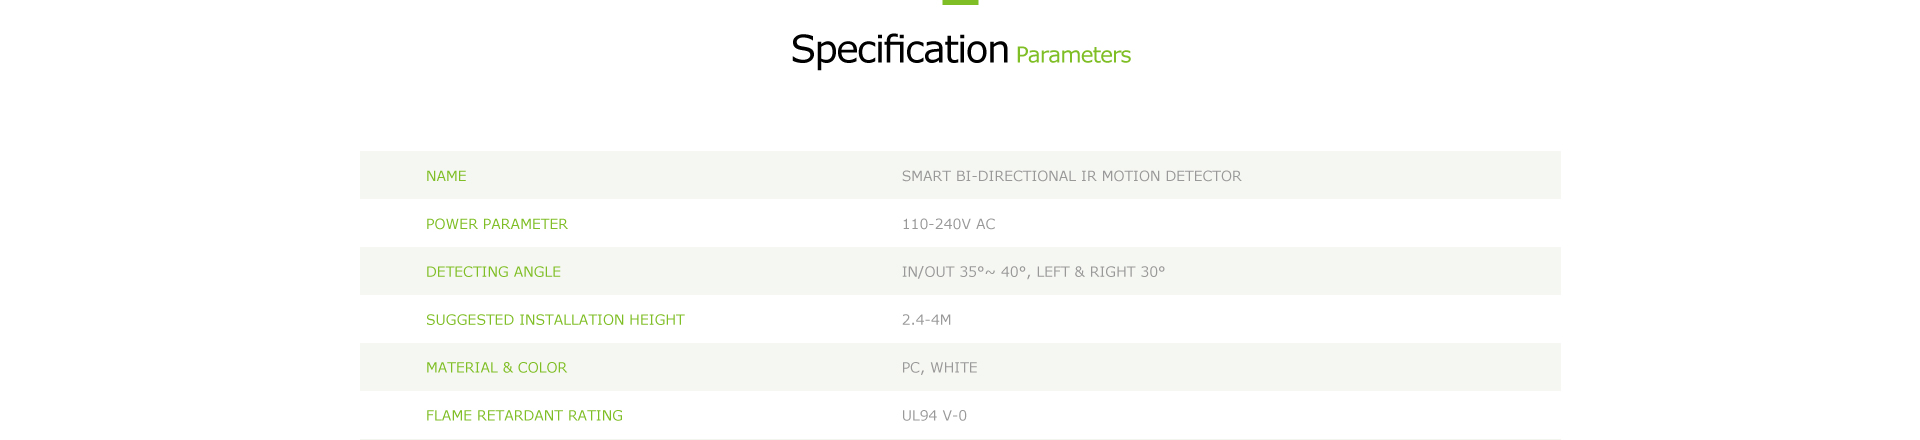 Specification Parameters
NAME SMART BI-DIRECTIONAL IR MOTION DETECTOR
POWER PARAMETER 110-240V AC
DETECTING ANGLE IN/OUT 35°~ 40°, LEFT & RIGHT 30°
SUGGESTED INSTALLATION HEIGHT 2.4-4M
MATERIAL & COLOR PC, WHITE
FLAME RETARDANT RATING UL94 V-0